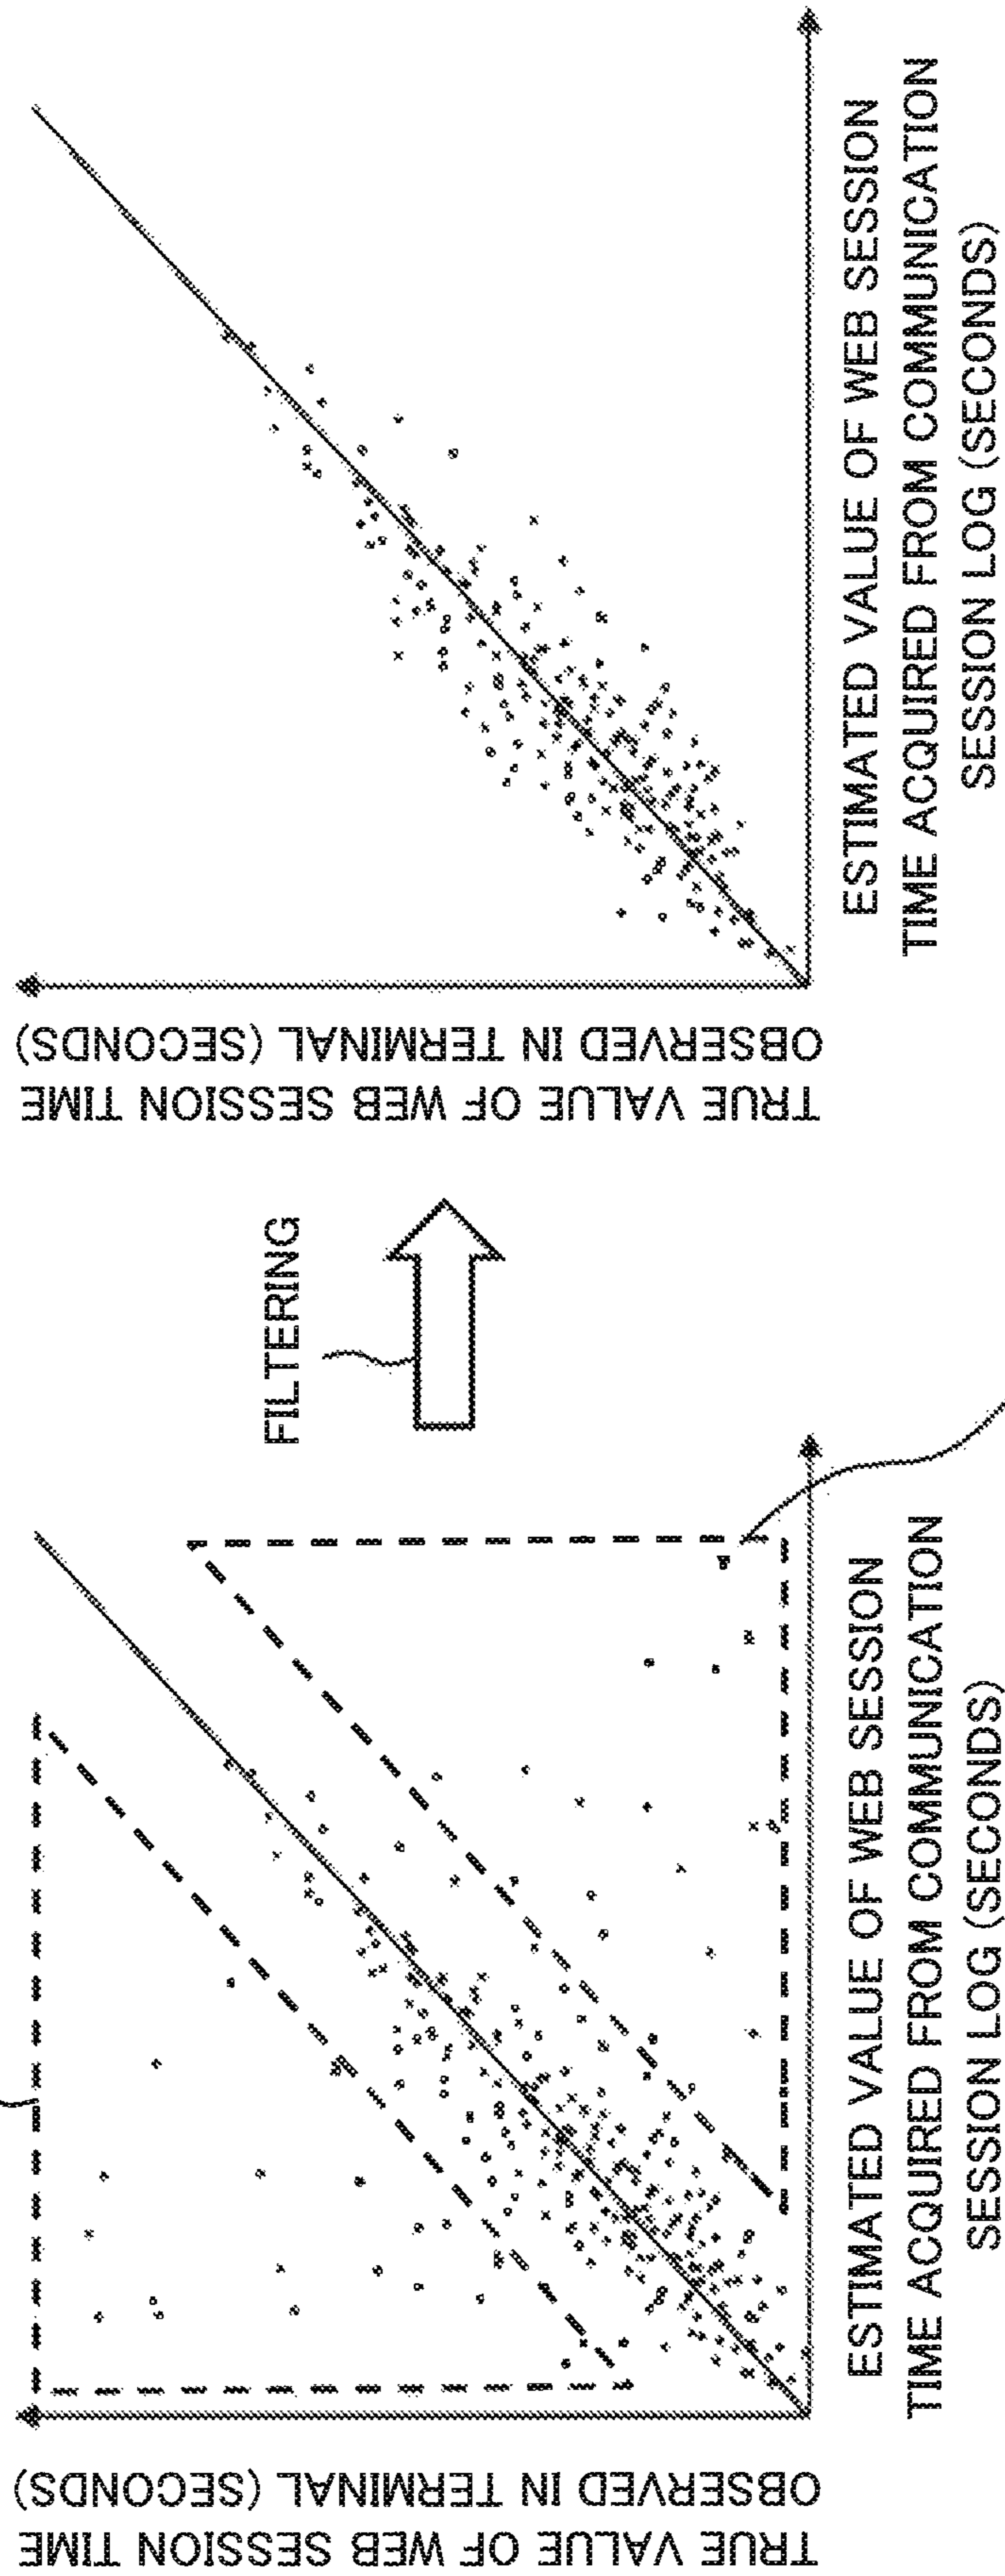 TRUE VALUE OF WEB SESSION TIME
OBSERVED IN TERMINAL (SECONDS)
ESTIMATED VALUE OF WEB SESSION
TIME ACQUIRED FROM COMMUNICATION
SESSION LOG (SECONDS)
FILTERING
TRUE VALUE OF WEB SESSION TIME
OBSERVED IN TERMINAL (SECONDS)
ESTIMATED VALUE OF WEB SESSION
TIME ACQUIRED FROM COMMUNICATION
SESSION LOG (SECONDS)